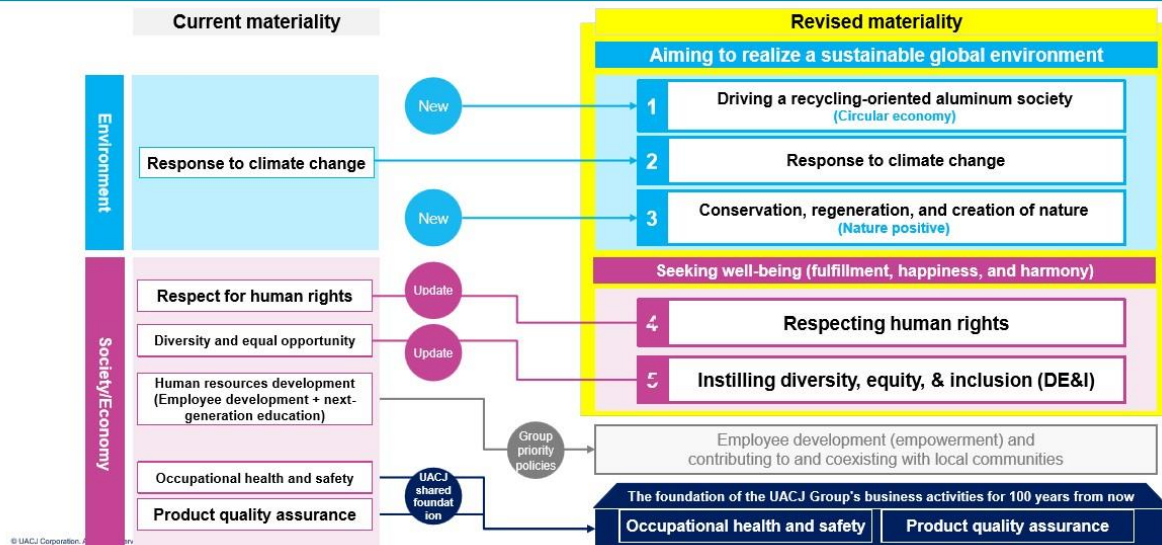 Current materiality
Revised materiality
Aiming to realize a sustainable global environment
Environment
New
1
Driving a recycling-oriented aluminum society
(Circular economy)
Response to climate change
2
Response to climate change
New
3
Conservation, regeneration, and creation of nature
(Nature positive)
Society/Economy
Seeking well-being (fulfillment, happiness, and harmony)
Respect for human rights
Update
4
Respecting human rights
Diversity and equal opportunity
Update
5
Instilling diversity, equity, & inclusion (DE&I)
Human resources development
(Employee development + next-
generation education)
Group
priority
policies
Employee development (empowerment) and
contributing to and coexisting with local communities
Occupational health and safety
Product quality assurance
UACJ
shared
foundat
ion
The foundation of the UACJ Group's business activities for 100 years from now
Occupational health and safety
Product quality assurance
© UACJ Corporation.